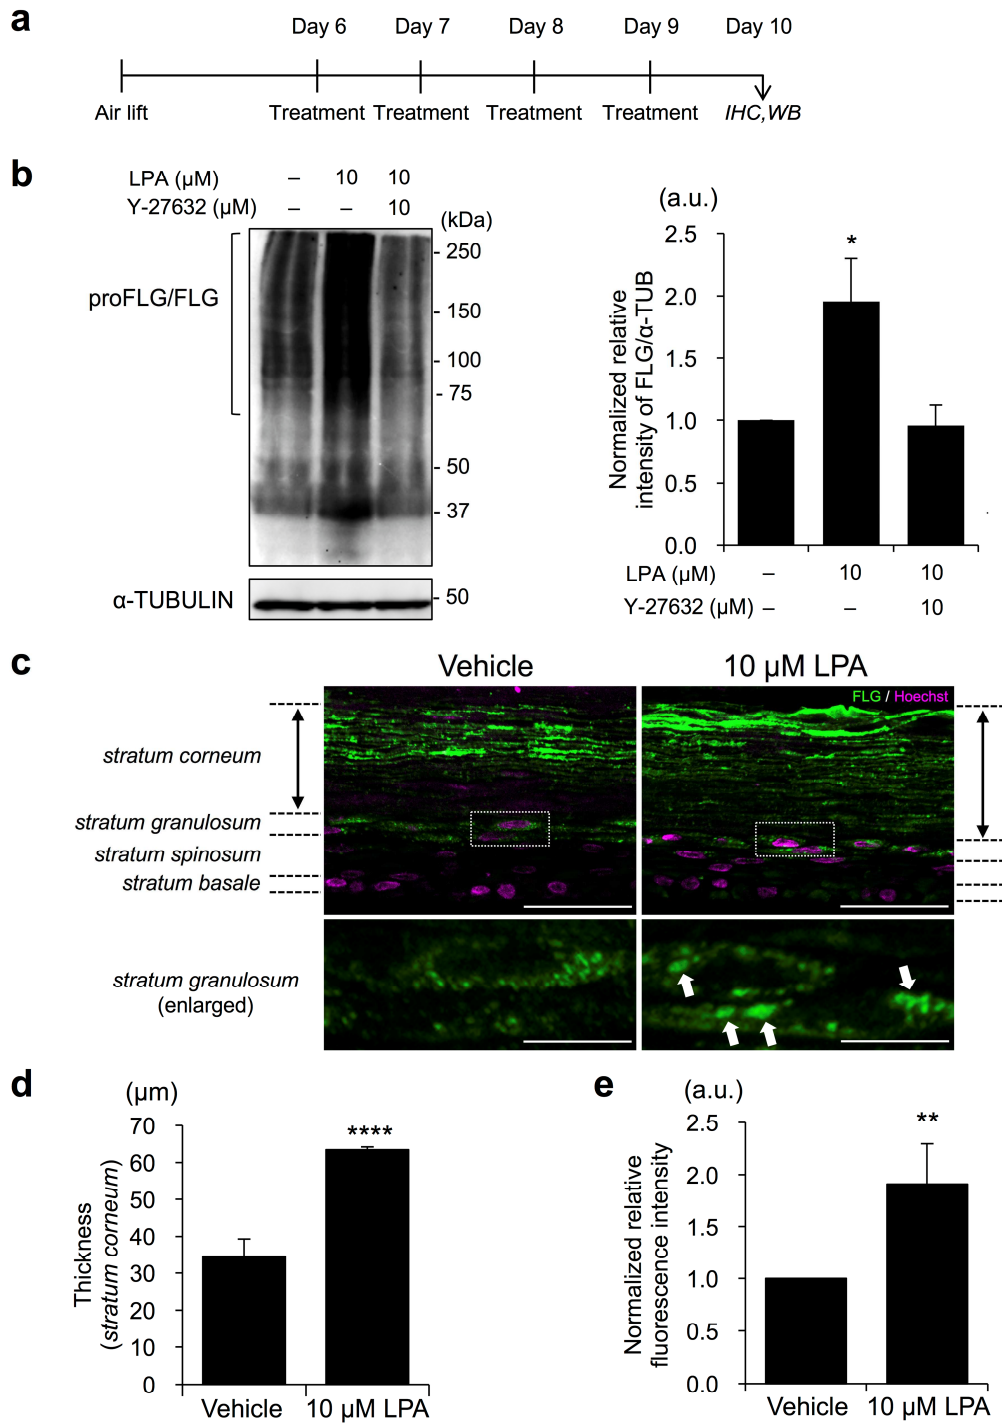 a
Day 6 Day 7 Day 8 Day 9 Day 10
Air lift Treatment Treatment Treatment Treatment IHC,WB
b
LPA (µM) – 10 10
Y-27632 (µM) – – 10
(kDa)
proFLG/FLG
- 250
- 150
- 100
- 75
- 50
- 37
α-TUBULIN
- 50
(a.u.)
Normalized relative
intensity of FLG/α-TUB
2.5
2.0
1.5
1.0
0.5
0.0
*
LPA (µM) – 10 10
Y-27632 (µM) – – 10
c
Vehicle 10 µM LPA
FLG / Hoechst
stratum corneum
stratum granulosum
stratum spinosum
stratum basale
stratum granulosum
(enlarged)
d
(µm)
Thickness
(stratum corneum)
70
60
50
40
30
20
10
0
****
Vehicle 10 µM LPA
e
(a.u.)
Normalized relative
fluorescence intensity
2.5
2.0
1.5
1.0
0.5
0.0
**
Vehicle 10 µM LPA